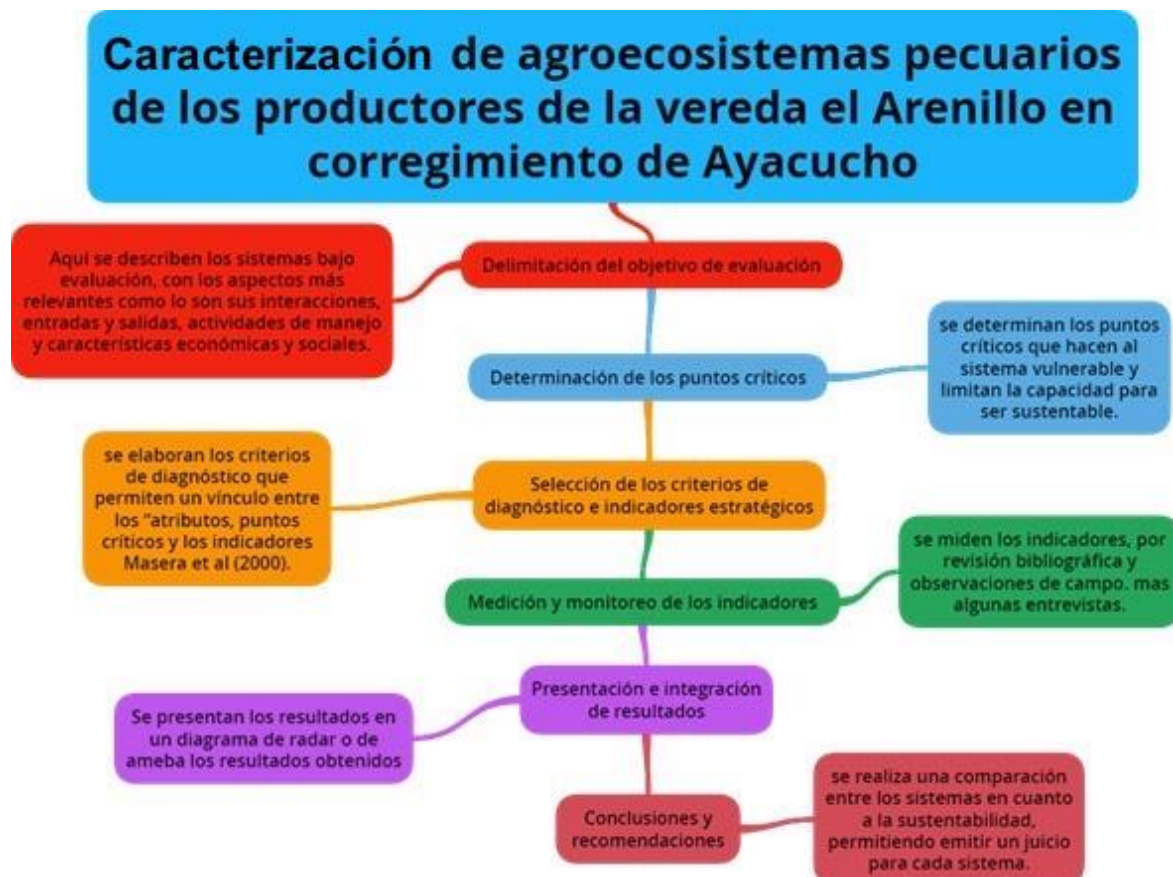 Caracterización de agroecosistemas pecuarios
de los productores de la vereda el Arenillo en
corregimiento de Ayacucho
Delimitación del objetivo de evaluación
Aquí se describen los sistemas bajo
evaluación, con los aspectos más
relevantes como lo son sus interacciones,
entradas y salidas, actividades de manejo
y características económicas y sociales.
Determinación de los puntos críticos
se determinan los puntos
críticos que hacen al
sistema vulnerable y
limitan la capacidad para
ser sustentable.
Selección de los criterios de
diagnóstico e indicadores estratégicos
se elaboran los criterios
de diagnóstico que
permiten un vínculo entre
los "atributos, puntos
críticos y los indicadores
Masera et al (2000).
Medición y monitoreo de los indicadores
se miden los indicadores, por
revisión bibliográfica y
observaciones de campo. mas
algunas entrevistas.
Presentación e integración
de resultados
Se presentan los resultados en
un diagrama de radar o de
ameba los resultados obtenidos
Conclusiones y
recomendaciones
se realiza una comparación
entre los sistemas en cuanto
a la sustentabilidad,
permitiendo emitir un juicio
para cada sistema.